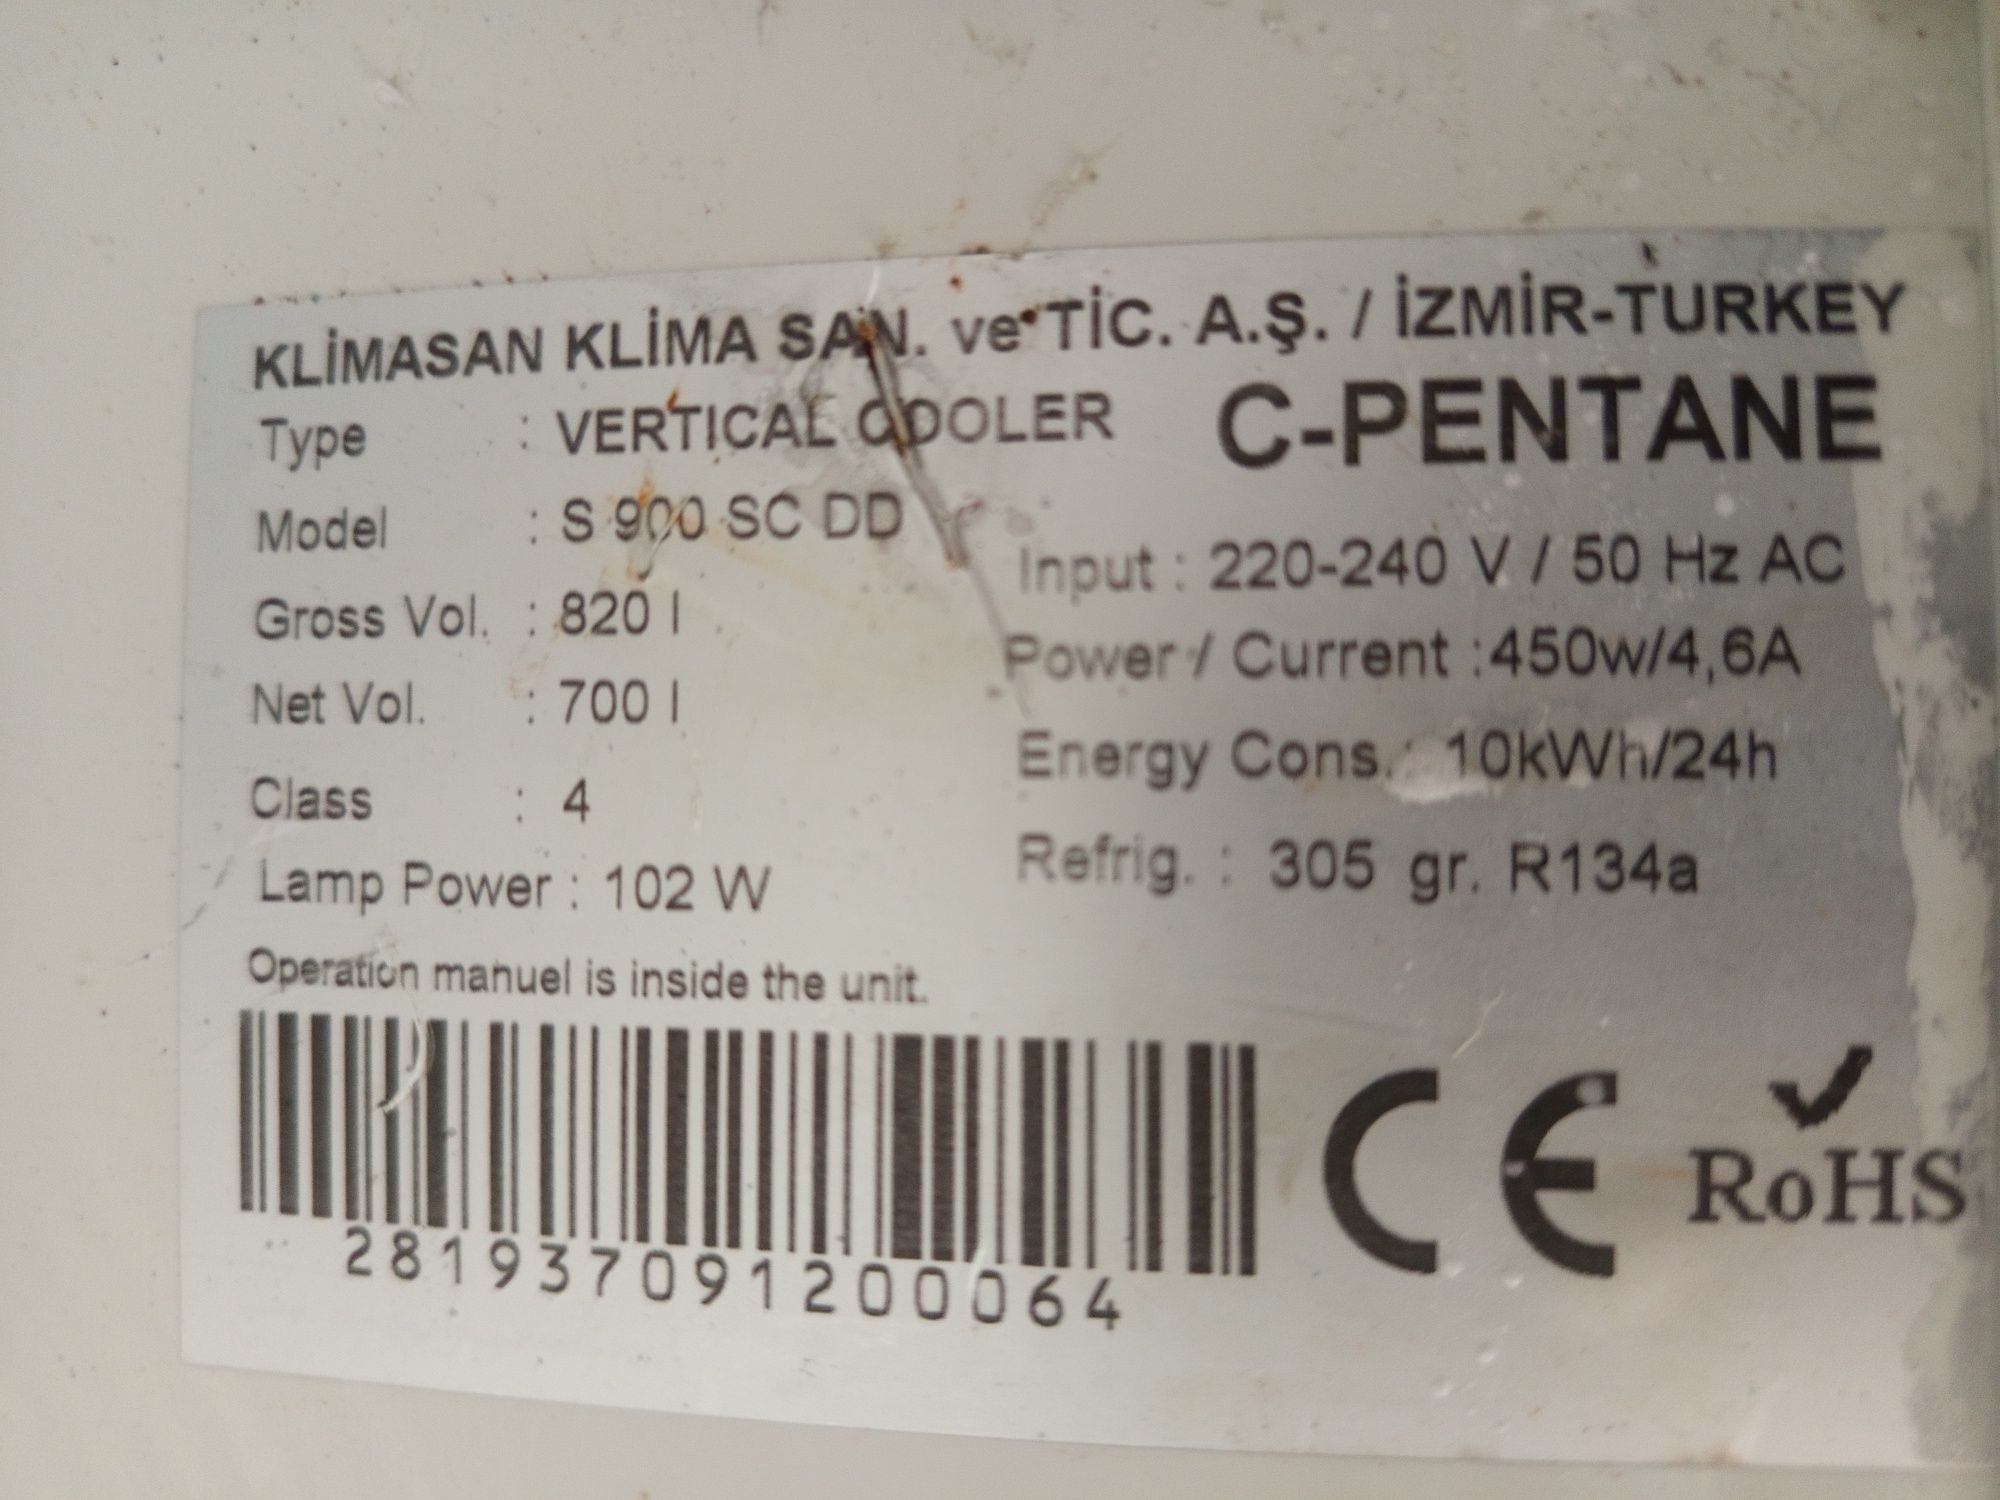 KLİMASAN KLİMA SAN. ve TİC. A.Ş. / İZMİR-TURKEY
Type : VERTICAL COOLER
C-PENTANE
Model : S 900 SC DD
Gross Vol. : 820 l
Net Vol. : 700 l
Class : 4
Lamp Power : 102 W
Input : 220-240 V / 50 Hz AC
Power / Current :450w/4,6A
Energy Cons. : 10kWh/24h
Refrig. : 305 gr. R134a
Operation manuel is inside the unit.
281937091200064
CE
RoHS